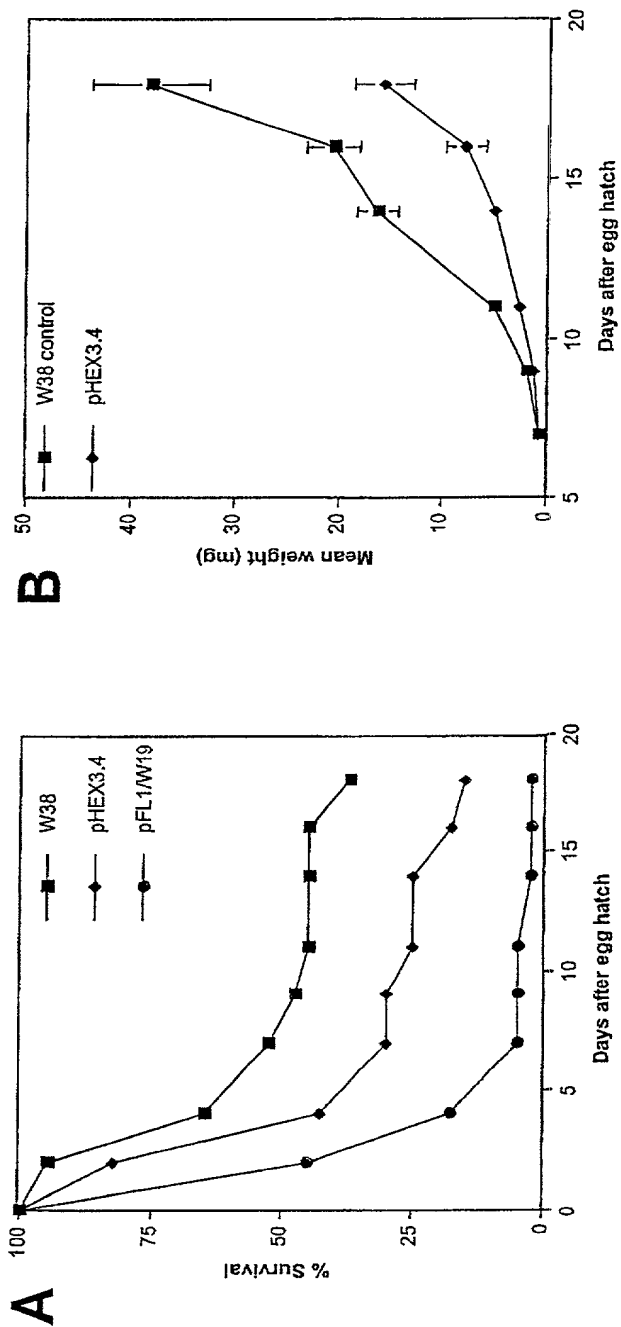 A
100
75
50
25
0
% Survival
0
5
10
15
20
Days after egg hatch
W38
pHEX3.4
pFL1/W19
B
50
40
30
20
10
0
Mean weight (mg)
5
10
15
20
Days after egg hatch
W38 control
pHEX3.4